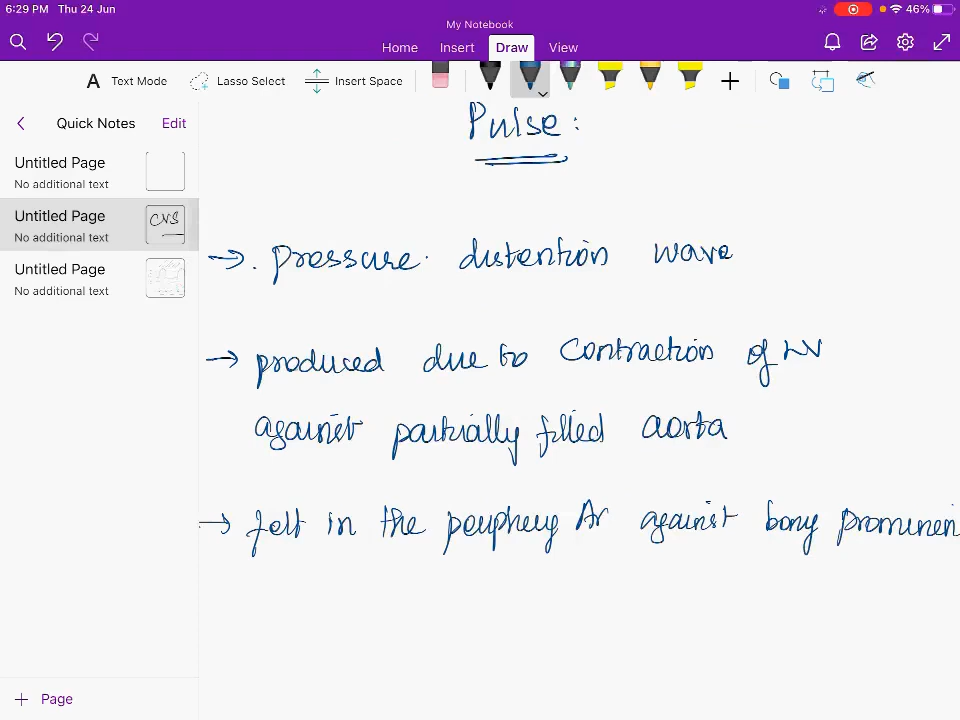 6:29 PM Thu 24 Jun
46%
My Notebook
Home Insert Draw View
Text Mode Lasso Select Insert Space
Quick Notes Edit
Untitled Page
No additional text
Untitled Page
No additional text
CNS
Untitled Page
No additional text
Pulse:
→ . pressure. distention wave
→ produced due to Contraction of LV
against partially filled aorta
→ felt in the periphery Ar against bony prominen
+ Page